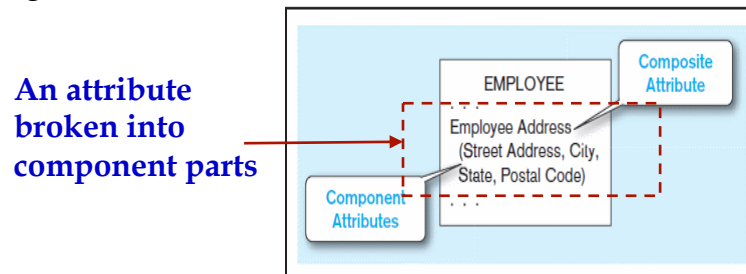 An attribute
broken into
component parts
EMPLOYEE
. . .
Employee Address
(Street Address, City,
State, Postal Code)
. . .
Composite
Attribute
Component
Attributes